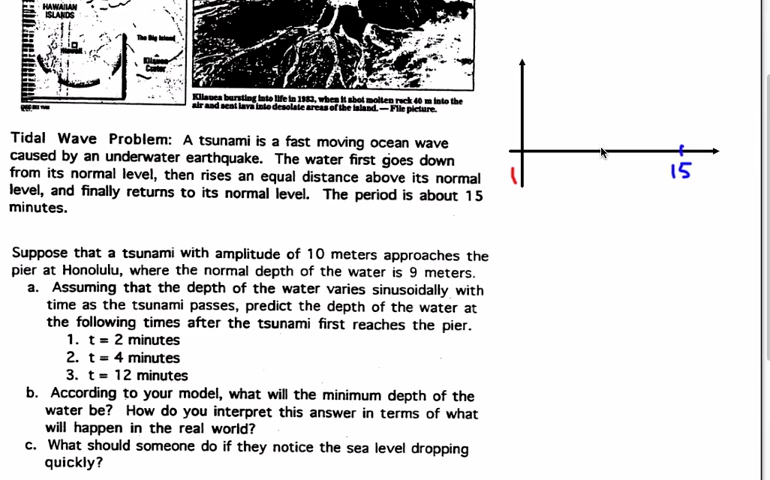 HAWAIIAN
ISLANDS
The Big Island
Kilauea
Crater
Kilauea bursting into life in 1983, when it shot molten rock 40 m into the
air and sent lava into desolate areas of the island. — File picture.
Tidal Wave Problem: A tsunami is a fast moving ocean wave
caused by an underwater earthquake. The water first goes down
from its normal level, then rises an equal distance above its normal
level, and finally returns to its normal level. The period is about 15
minutes.
15
Suppose that a tsunami with amplitude of 10 meters approaches the
pier at Honolulu, where the normal depth of the water is 9 meters.
a. Assuming that the depth of the water varies sinusoidally with
time as the tsunami passes, predict the depth of the water at
the following times after the tsunami first reaches the pier.
1. t = 2 minutes
2. t = 4 minutes
3. t = 12 minutes
b. According to your model, what will the minimum depth of the
water be? How do you interpret this answer in terms of what
will happen in the real world?
c. What should someone do if they notice the sea level dropping
quickly?